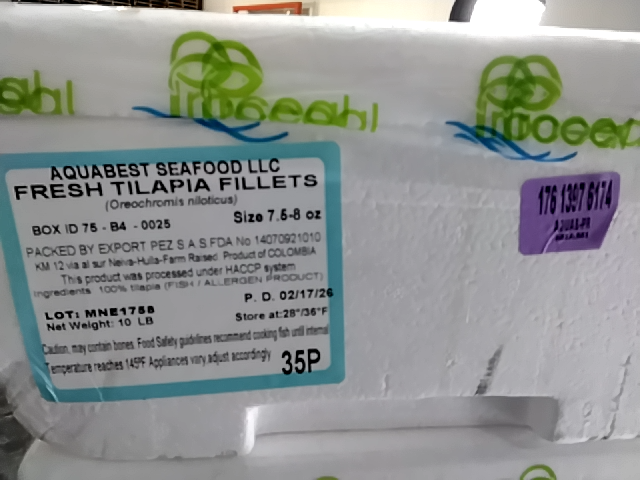 AQUABEST SEAFOOD LLC
FRESH TILAPIA FILLETS
(Oreochromis niloticus)
BOX ID 75 - B4 - 0025 Size 7.5-8 oz
PACKED BY EXPORT PEZ S.A.S.FDA No 14070921010
KM 12 via al sur Neiva-Huila-Farm Raised Product of COLOMBIA
This product was processed under HACCP system
Ingredients 100% tilapia (FISH / ALLERGEN PRODUCT)
P. D. 02/17/26
LOT: MNE1758
Store at:28°/36°F
Net Weight: 10 LB
Caution, may contain bones. Food Safety guidilines recommend cooking fish until internal
Temperature reaches 145ºF Appliances vary, adjust accordingly
35P
176 1397 6174